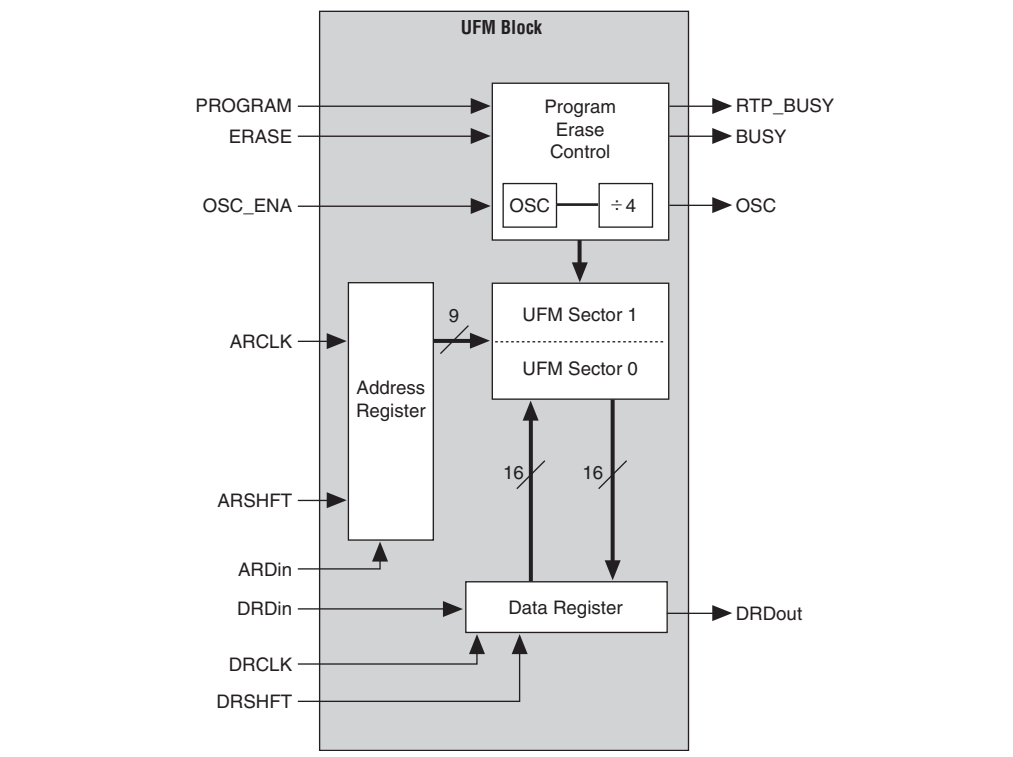 UFM Block
PROGRAM
ERASE
OSC_ENA
Program
Erase
Control
OSC
÷4
RTP_BUSY
BUSY
OSC
UFM Sector 1
UFM Sector 0
9
ARCLK
Address
Register
ARSHFT
ARDin
16
16
DRDin
Data Register
DRDout
DRCLK
DRSHFT